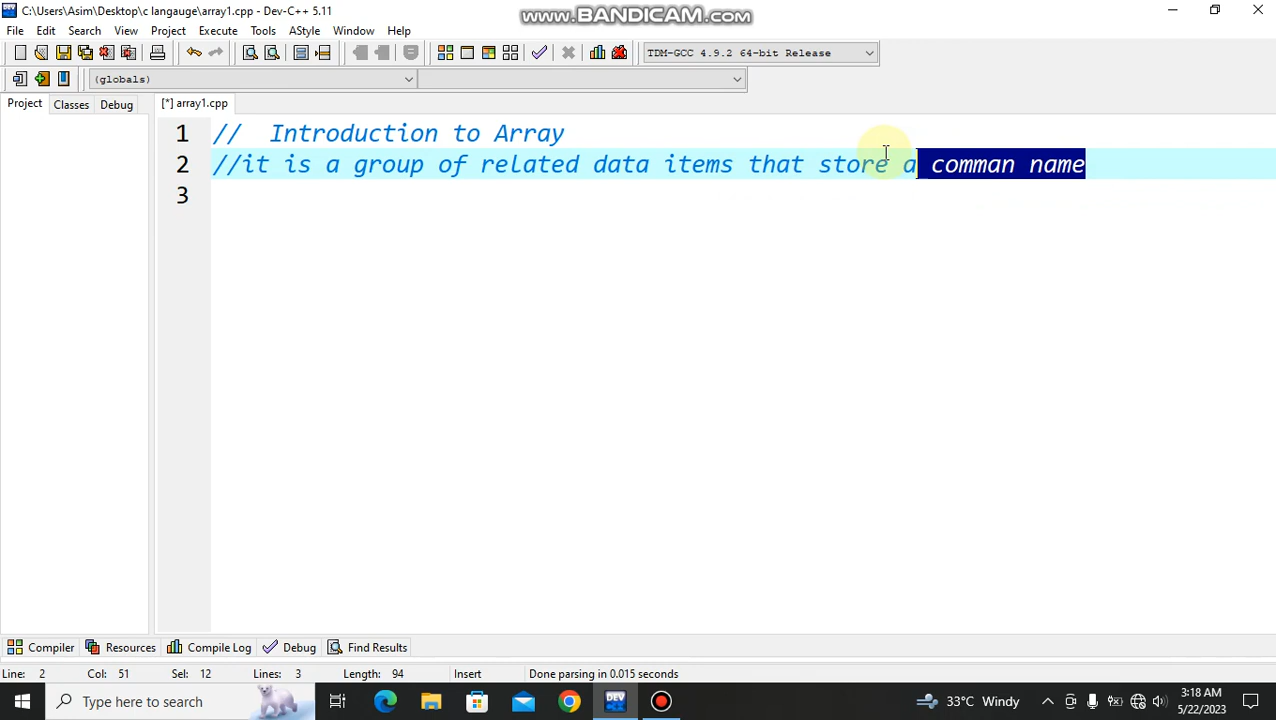 C:\Users\Asim\Desktop\c langauge\array1.cpp - Dev-C++ 5.11
www.BANDICAM.com
File Edit Search View Project Execute Tools AStyle Window Help
TDM-GCC 4.9.2 64-bit Release
(globals)
Project Classes Debug [*] array1.cpp
1 // Introduction to Array
2 //it is a group of related data items that store a comman name
3
Compiler Resources Compile Log Debug Find Results
Line: 2 Col: 51 Sel: 12 Lines: 3 Length: 94 Insert Done parsing in 0.015 seconds
Type here to search
DEV
33°C Windy
3:18 AM
5/22/2023